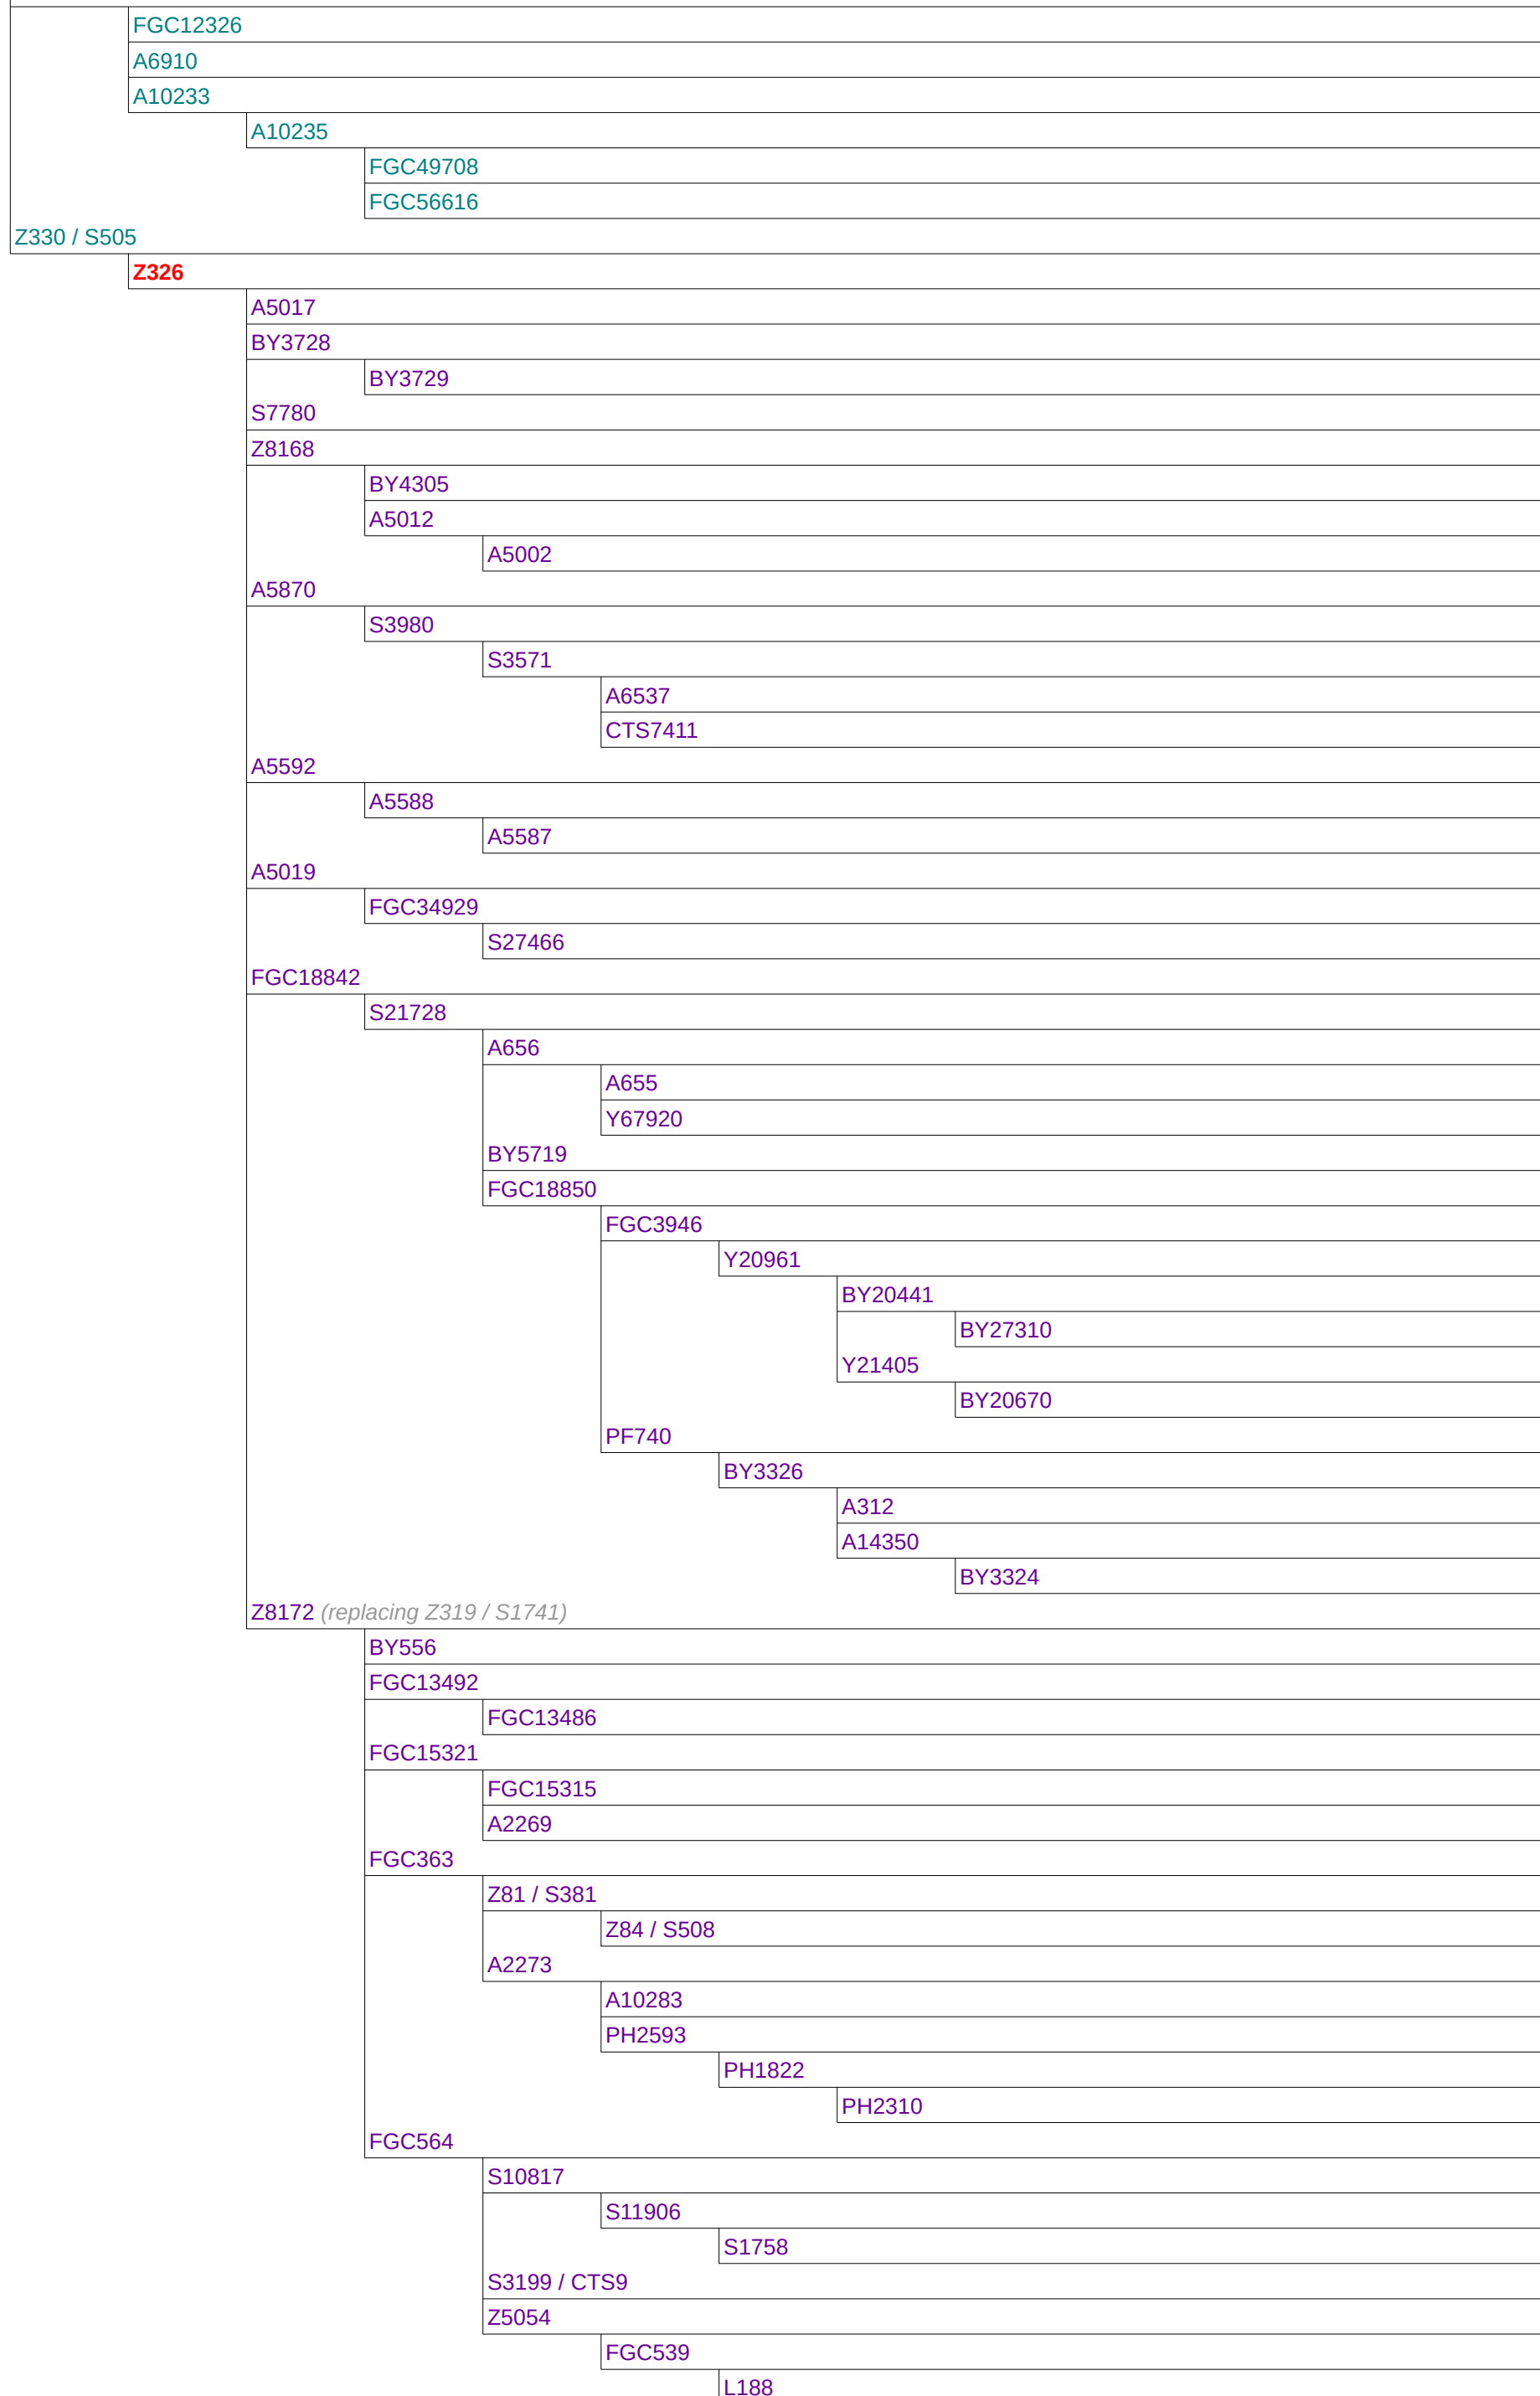 FGC12326
A6910
A10233
A10235
FGC49708
FGC56616
Z330 / S505
Z326
A5017
BY3728
BY3729
S7780
Z8168
BY4305
A5012
A5002
A5870
S3980
S3571
A6537
CTS7411
A5592
A5588
A5587
A5019
FGC34929
S27466
FGC18842
S21728
A656
A655
Y67920
BY5719
FGC18850
FGC3946
Y20961
BY20441
BY27310
Y21405
BY20670
PF740
BY3326
A312
A14350
BY3324
Z8172 (replacing Z319 / S1741)
BY556
FGC13492
FGC13486
FGC15321
FGC15315
A2269
FGC363
Z81 / S381
Z84 / S508
A2273
A10283
PH2593
PH1822
PH2310
FGC564
S10817
S11906
S1758
S3199 / CTS9
Z5054
FGC539
L188